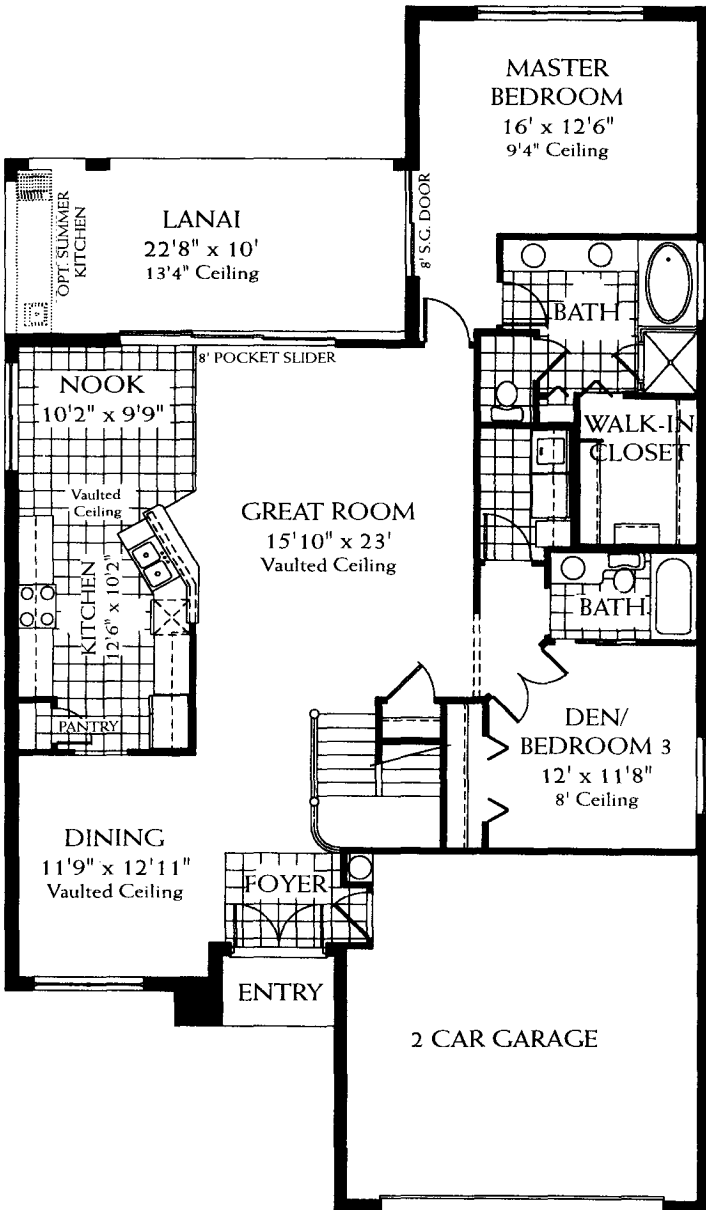 MASTER
BEDROOM
16' x 12'6"
9'4" Ceiling
OPT. SUMMER
KITCHEN
LANAI
22'8" x 10'
13'4" Ceiling
8' S.G. DOOR
BATH
8' POCKET SLIDER
NOOK
10'2" x 9'9"
WALK-IN
CLOSET
Vaulted
Ceiling
GREAT ROOM
15'10" x 23'
Vaulted Ceiling
KITCHEN
12'6" x 10'2"
BATH
PANTRY
DEN/
BEDROOM 3
12' x 11'8"
8' Ceiling
DINING
11'9" x 12'11"
Vaulted Ceiling
FOYER
ENTRY
2 CAR GARAGE